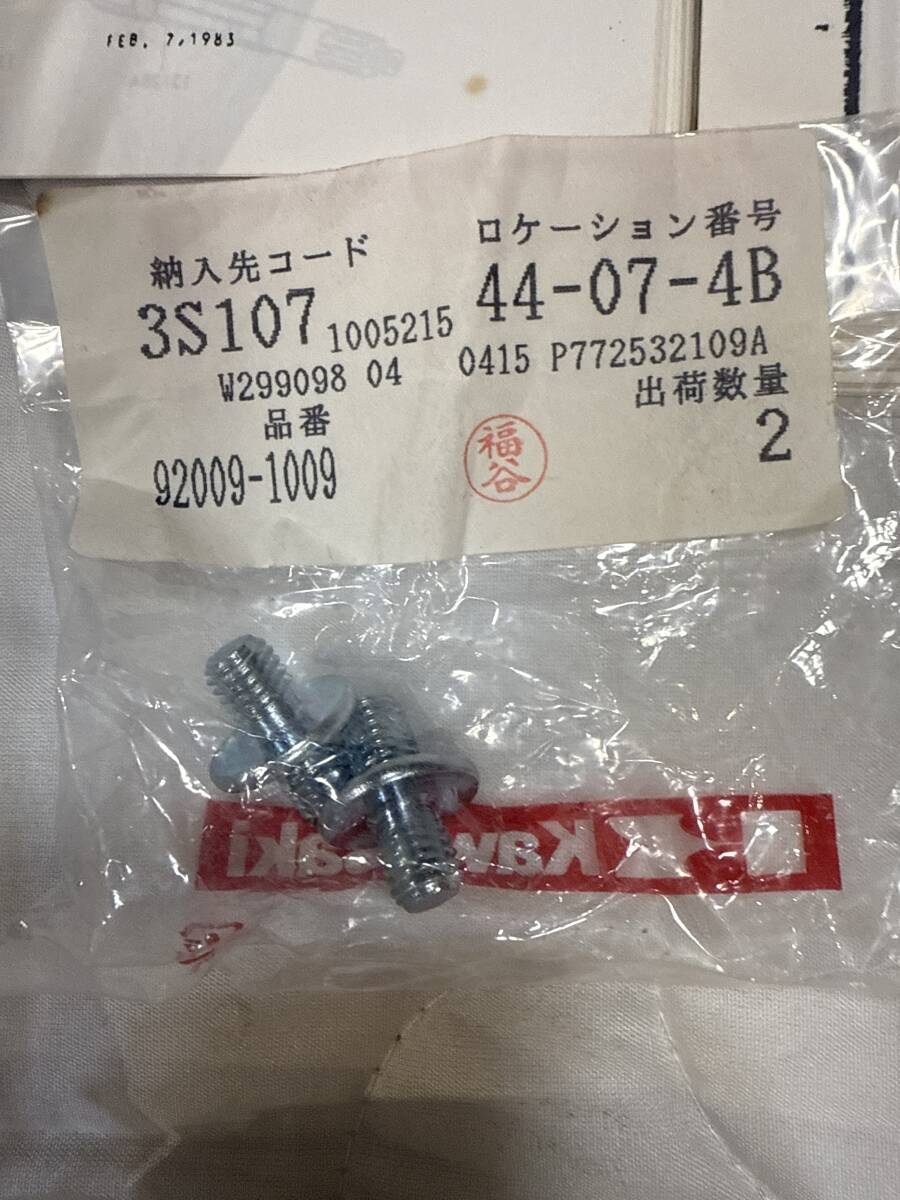 FEB. 7,1983
納入先コード
ロケーション番号
3S107
1005215
44-07-4B
W299098 04
0415 P772532109A
品番
出荷数量
92009-1009
福谷
2
Kawasaki